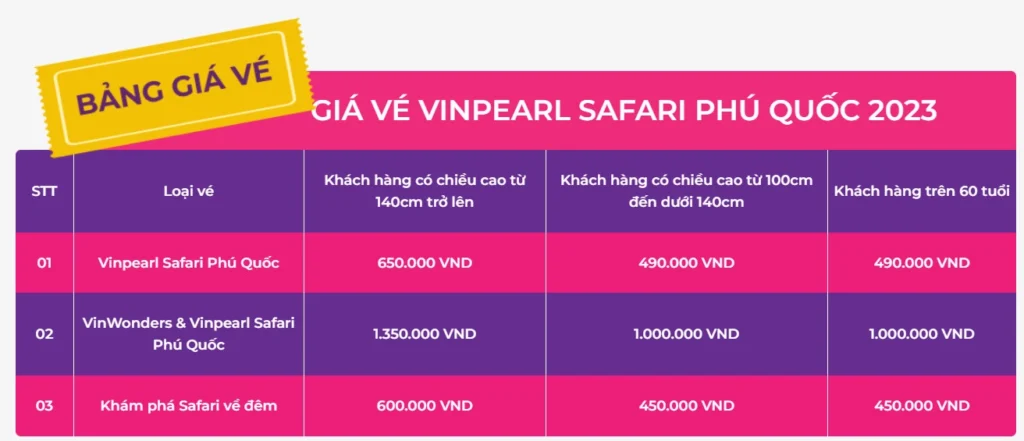 BẢNG GIÁ VÉ
GIÁ VÉ VINPEARL SAFARI PHÚ QUỐC 2023
STT
Loại vé
Khách hàng có chiều cao từ
140cm trở lên
Khách hàng có chiều cao từ 100cm
đến dưới 140cm
Khách hàng trên 60 tuổi
01
Vinpearl Safari Phú Quốc
650.000 VND
490.000 VND
490.000 VND
02
VinWonders & Vinpearl Safari
Phú Quốc
1.350.000 VND
1.000.000 VND
1.000.000 VND
03
Khám phá Safari về đêm
600.000 VND
450.000 VND
450.000 VND